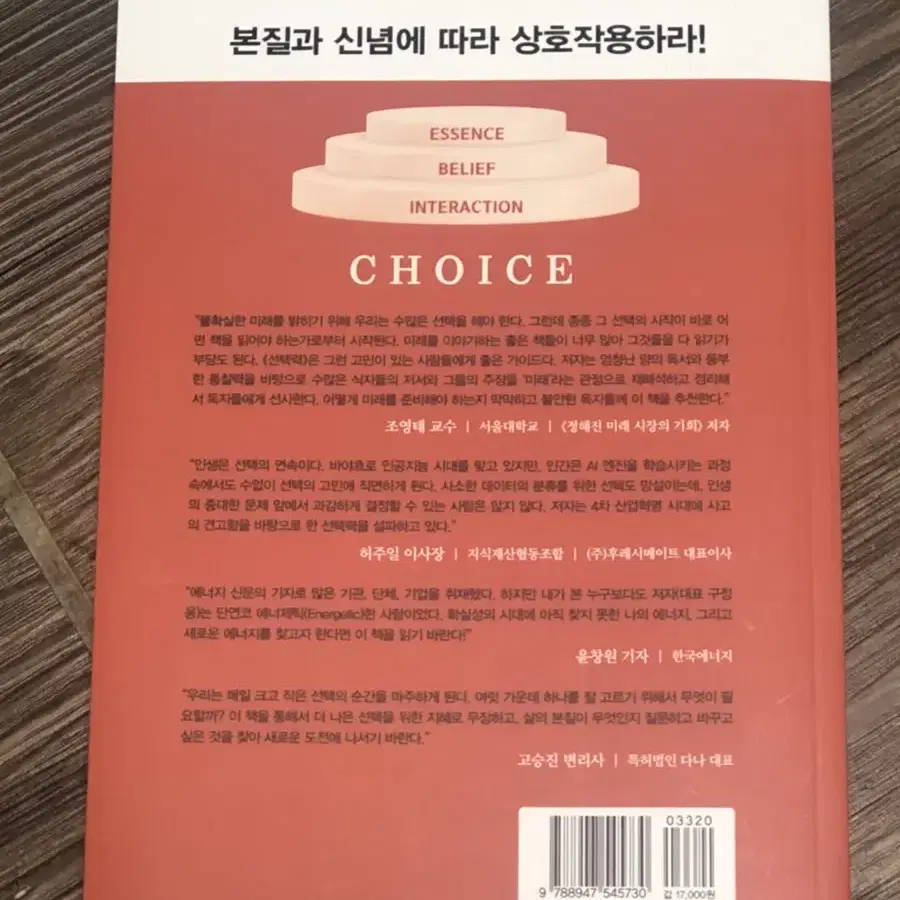 본질과 신념에 따라 상호작용하라!
ESSENCE
BELIEF
INTERACTION
CHOICE
"불확실한 미래를 밝히기 위해 우리는 수많은 선택을 해야 한다. 그런데 종종 그 선택의 시작이 바로 어
떤 책을 읽어야 하는가로부터 시작된다. 미래를 이야기하는 좋은 책들이 너무 많아 그것들을 다 읽기가
부담도 된다. 《선택력》은 그런 고민이 있는 사람들에게 좋은 가이드다. 저자는 엄청난 양의 독서와 풍부
한 통찰력을 바탕으로 수많은 식자들의 저서와 그들의 주장을 '미래'라는 관점으로 재해석하고 정리해
서 독자들에게 선사한다. 어떻게 미래를 준비해야 하는지 막막하고 불안한 독자들께 이 책을 추천한다."
조영태 교수 | 서울대학교 | 《정해진 미래 시장의 기회》 저자
"인생은 선택의 연속이다. 바야흐로 인공지능 시대를 맞고 있지만, 인간은 AI 엔진을 학습시키는 과정
속에서도 수없이 선택의 고민에 직면하게 된다. 사소한 데이터의 분류를 위한 선택도 망설이는데, 인생
의 중대한 문제 앞에서 과감하게 결정할 수 있는 사람은 많지 않다. 저자는 4차 산업혁명 시대에 사고
의 견고함을 바탕으로 한 선택력을 설파하고 있다."
허주일 이사장 | 지식재산협동조합 | (주)후레시메이트 대표이사
"에너지 신문의 기자로 많은 기관, 단체, 기업을 취재했다. 하지만 내가 본 누구보다도 저자(대표 구정
웅)는 단연코 에너제틱(Energetic)한 사람이었다. 확실성의 시대에 아직 찾지 못한 나의 에너지, 그리고
새로운 에너지를 찾고자 한다면 이 책을 읽기 바란다!"
윤창원 기자 | 한국에너지
"우리는 매일 크고 작은 선택의 순간을 마주하게 된다. 여럿 가운데 하나를 잘 고르기 위해서 무엇이 필
요할까? 이 책을 통해서 더 나은 선택을 위한 지혜로 무장하고, 삶의 본질이 무엇인지 질문하고 바꾸고
싶은 것을 찾아 새로운 도전에 나서기 바란다."
고승진 변리사 | 특허법인 다나 대표
03320
9 788947 545730
값 17,000원